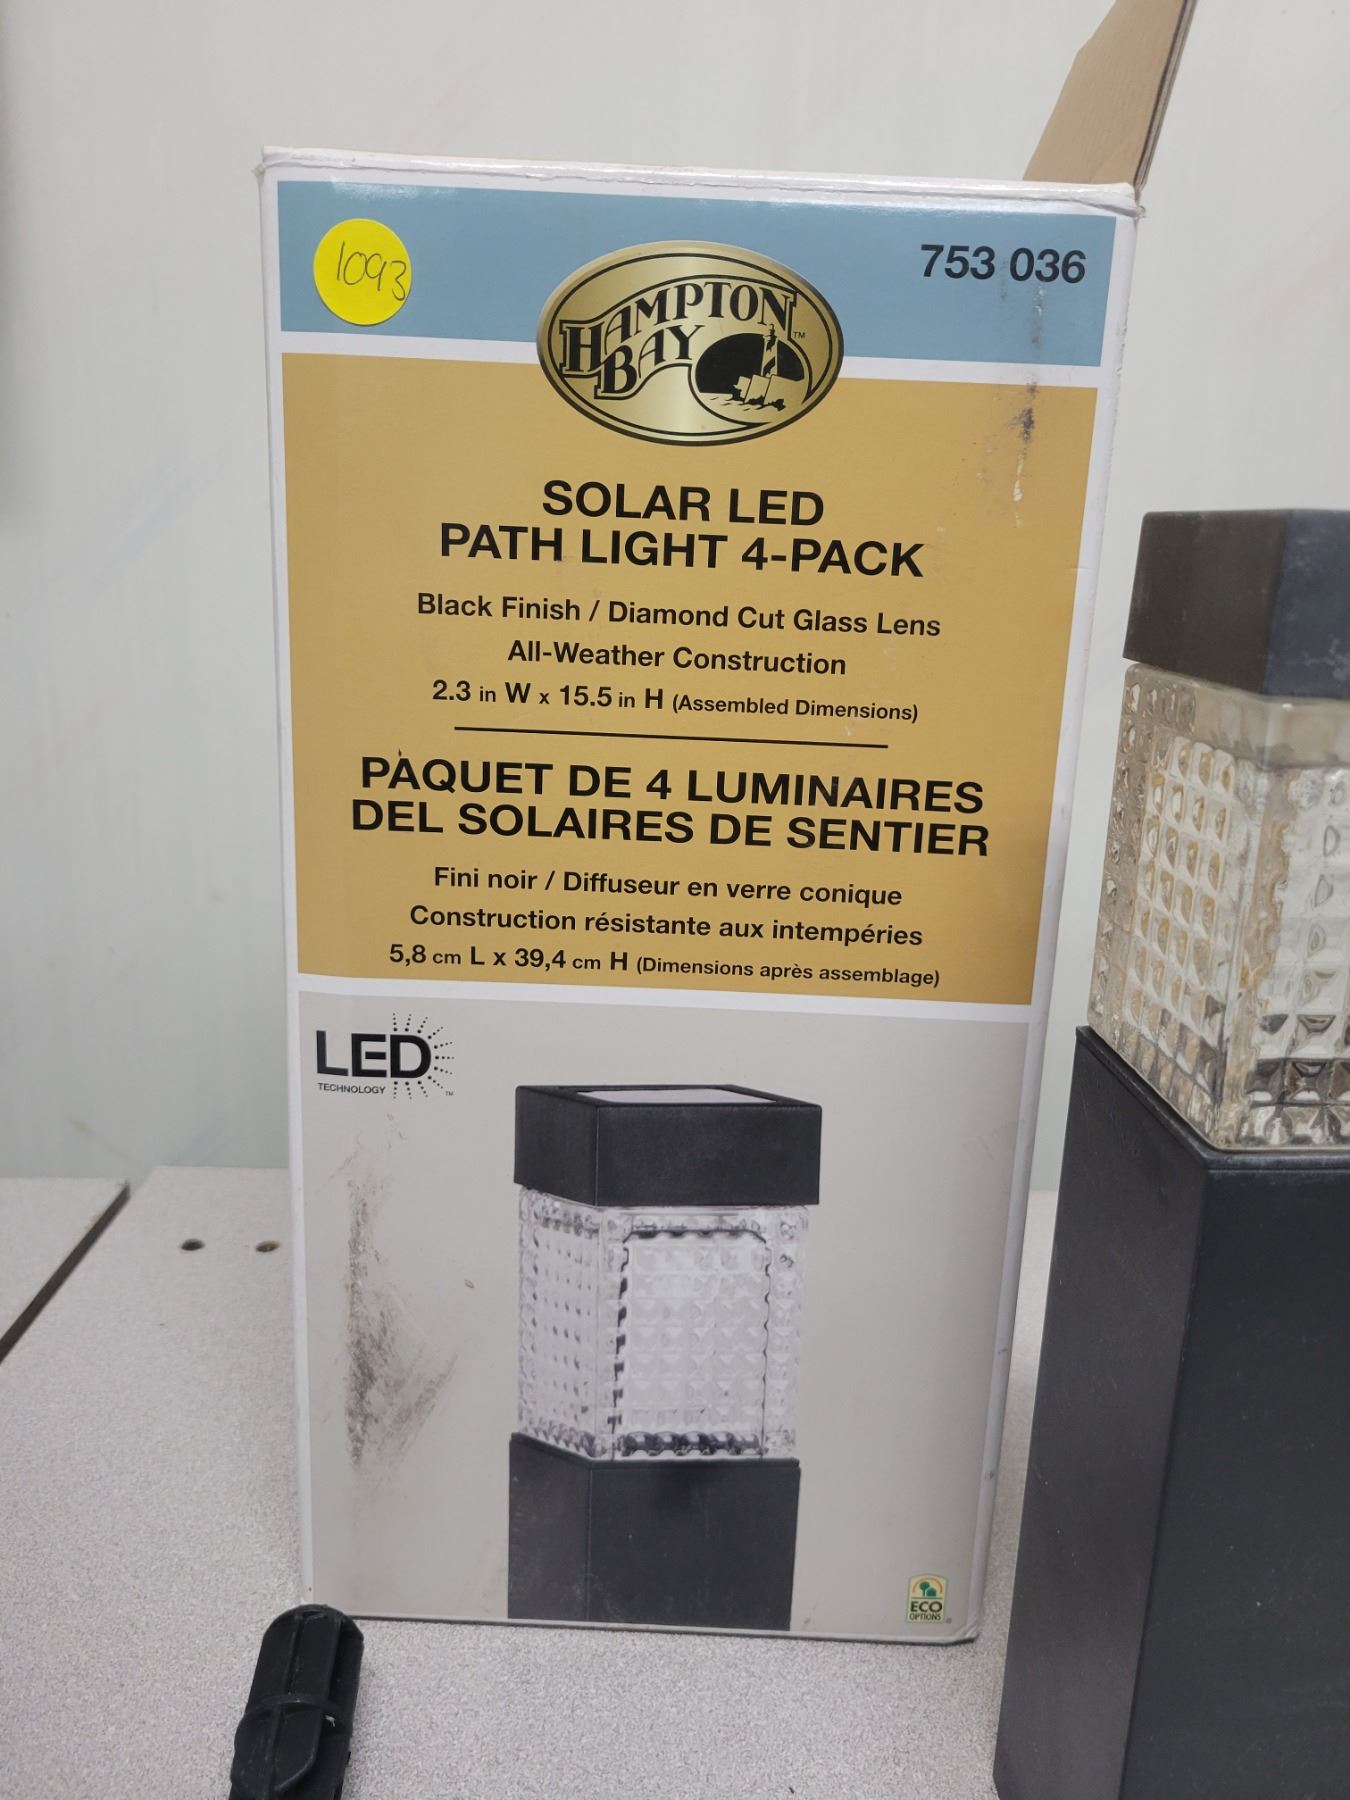 1093
753 036
HAMPTON
BAY™
SOLAR LED
PATH LIGHT 4-PACK
Black Finish / Diamond Cut Glass Lens
All-Weather Construction
2.3 in W x 15.5 in H (Assembled Dimensions)
PAQUET DE 4 LUMINAIRES
DEL SOLAIRES DE SENTIER
Fini noir / Diffuseur en verre conique
Construction résistante aux intempéries
5,8 cm L x 39,4 cm H (Dimensions après assemblage)
LED
TECHNOLOGY ™
ECO
OPTIONS